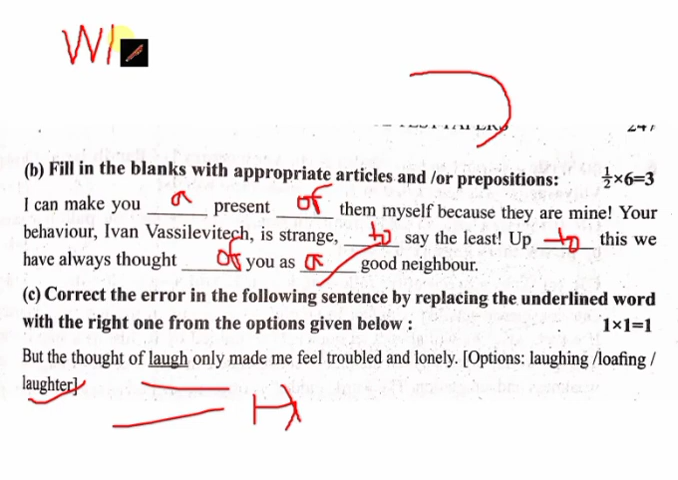 WI
247
(b) Fill in the blanks with appropriate articles and /or prepositions: ½×6=3
I can make you a present of them myself because they are mine! Your
behaviour, Ivan Vassilevitech, is strange, to say the least! Up to this we
have always thought of you as a good neighbour.
(c) Correct the error in the following sentence by replacing the underlined word
with the right one from the options given below : 1×1=1
But the thought of laugh only made me feel troubled and lonely. [Options: laughing /loafing /
laughter]